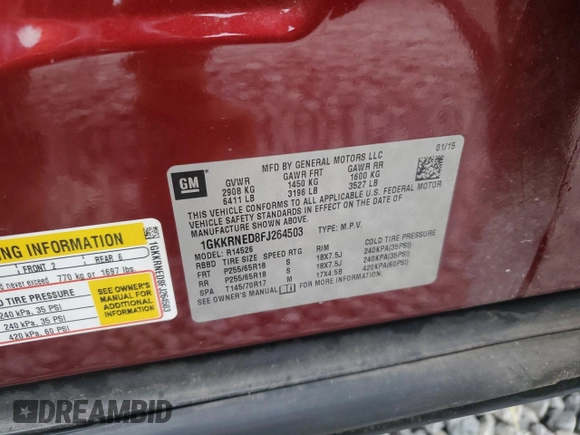 MFD BY GENERAL MOTORS LLC
01/15
GM
GVWR GAWR FRT GAWR RR
2908 KG 1450 KG 1600 KG
6411 LB 3196 LB 3527 LB
THIS VEHICLE CONFORMS TO ALL APPLICABLE U.S. FEDERAL MOTOR
VEHICLE SAFETY STANDARDS IN EFFECT ON THE DATE OF
MANUFACTURE SHOWN ABOVE.
1GKKRNED8FJ264503 TYPE: M.P.V.
MODEL: R14526
RBBD TIRE SIZE SPEED RTG RIM COLD TIRE PRESSURE
FRT P255/65R18 S 18X7.5J 240KPA(35PSI)
RR P255/65R18 S 18X7.5J 240KPA(35PSI)
SPA T145/70R17 M 17X4.5B 420KPA(60PSI)
SEE OWNER'S MANUAL FOR MORE INFORMATION.
ING INFORMATION
FRONT 2 REAR 6
never exceed 770 kg or 1697 lbs.
TIRE PRESSURE
240 kPa, 35 PSI
240 kPa, 35 PSI
420 kPa, 60 PSI
SEE OWNER'S
MANUAL FOR
ADDITIONAL
INFORMATION
1GKKRNED8FJ264503
DREAMBID